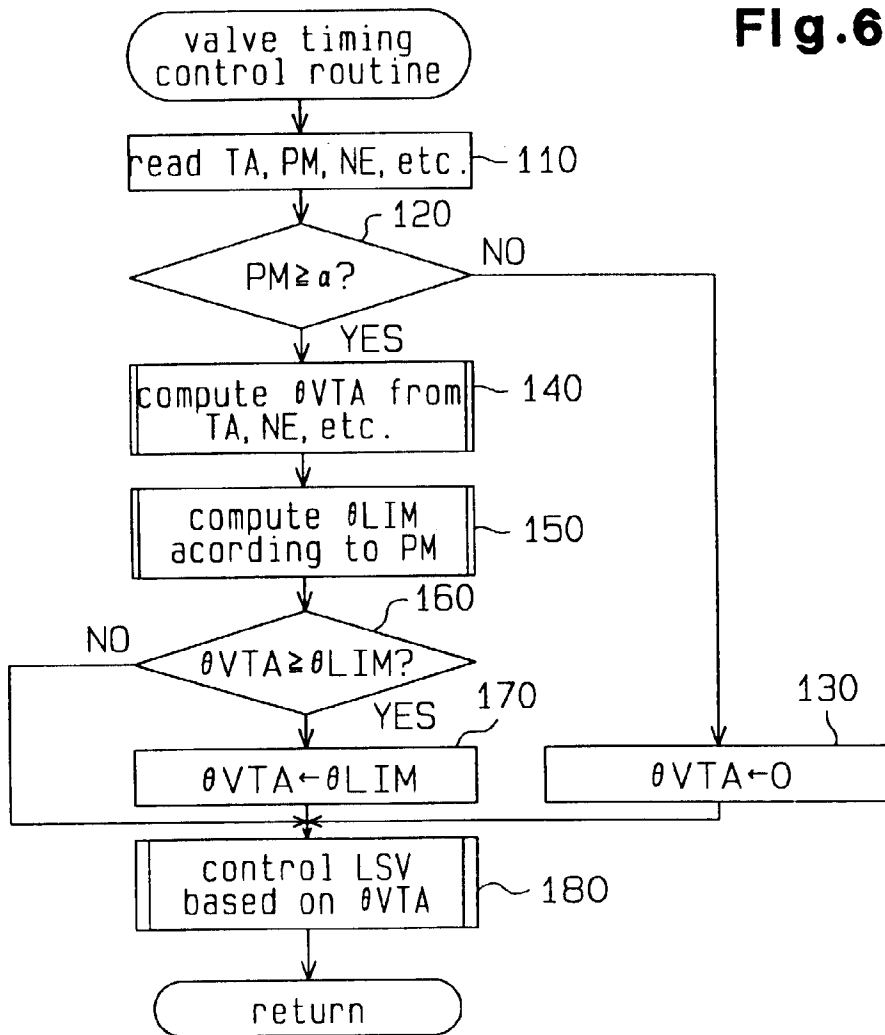 Fig.6
valve timing
control routine
read TA, PM, NE, etc.
110
120
PM≧α?
NO
YES
compute θVTA from
TA, NE, etc.
140
compute θLIM
acording to PM
150
160
NO
θVTA≧θLIM?
YES
170
130
θVTA←θLIM
θVTA←0
control LSV
based on θVTA
180
return